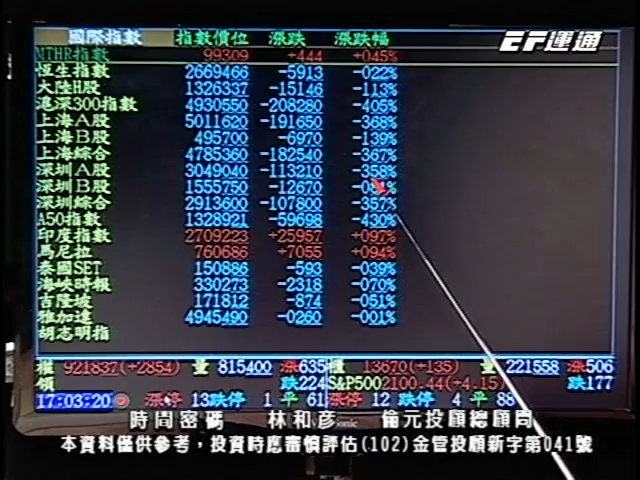 國際指數 指數價位 漲跌 漲跌幅
EF運通
MTHR指數 99309 +444 +045%
恆生指數 2669466 -5913 -022%
大陸H股 1326337 -15146 -113%
滬深300指數 4930550 -208280 -405%
上海A股 5011620 -191650 -368%
上海B股 495700 -6970 -139%
上海綜合 4785360 -182540 -367%
深圳A股 3049040 -113210 -358%
深圳B股 1555750 -12670
深圳綜合 2913600 -107800 -357%
A50指數 1328921 -59698 -430%
印度指數 2709223 +25957 +097%
馬尼拉 760686 +7055 +094%
泰國SET 150886 -593 -039%
海峽時報 330273 -2318 -070%
吉隆坡 171812 -874 -051%
雅加達 4945490 -0260 -001%
胡志明指
權 921837(+2854) 量 815400 漲635 櫃 13670(+135) 量 221558 漲506
領 跌224 S&P500 2100.44(+4.15) 跌177
17:03:20 漲停 13 跌停 1 平 61 漲停 12 跌停 4 平 88
時間密碼 林和彥 倫元投顧總顧問
本資料僅供參考，投資時應審慎評估(102)金管投顧新字第041號